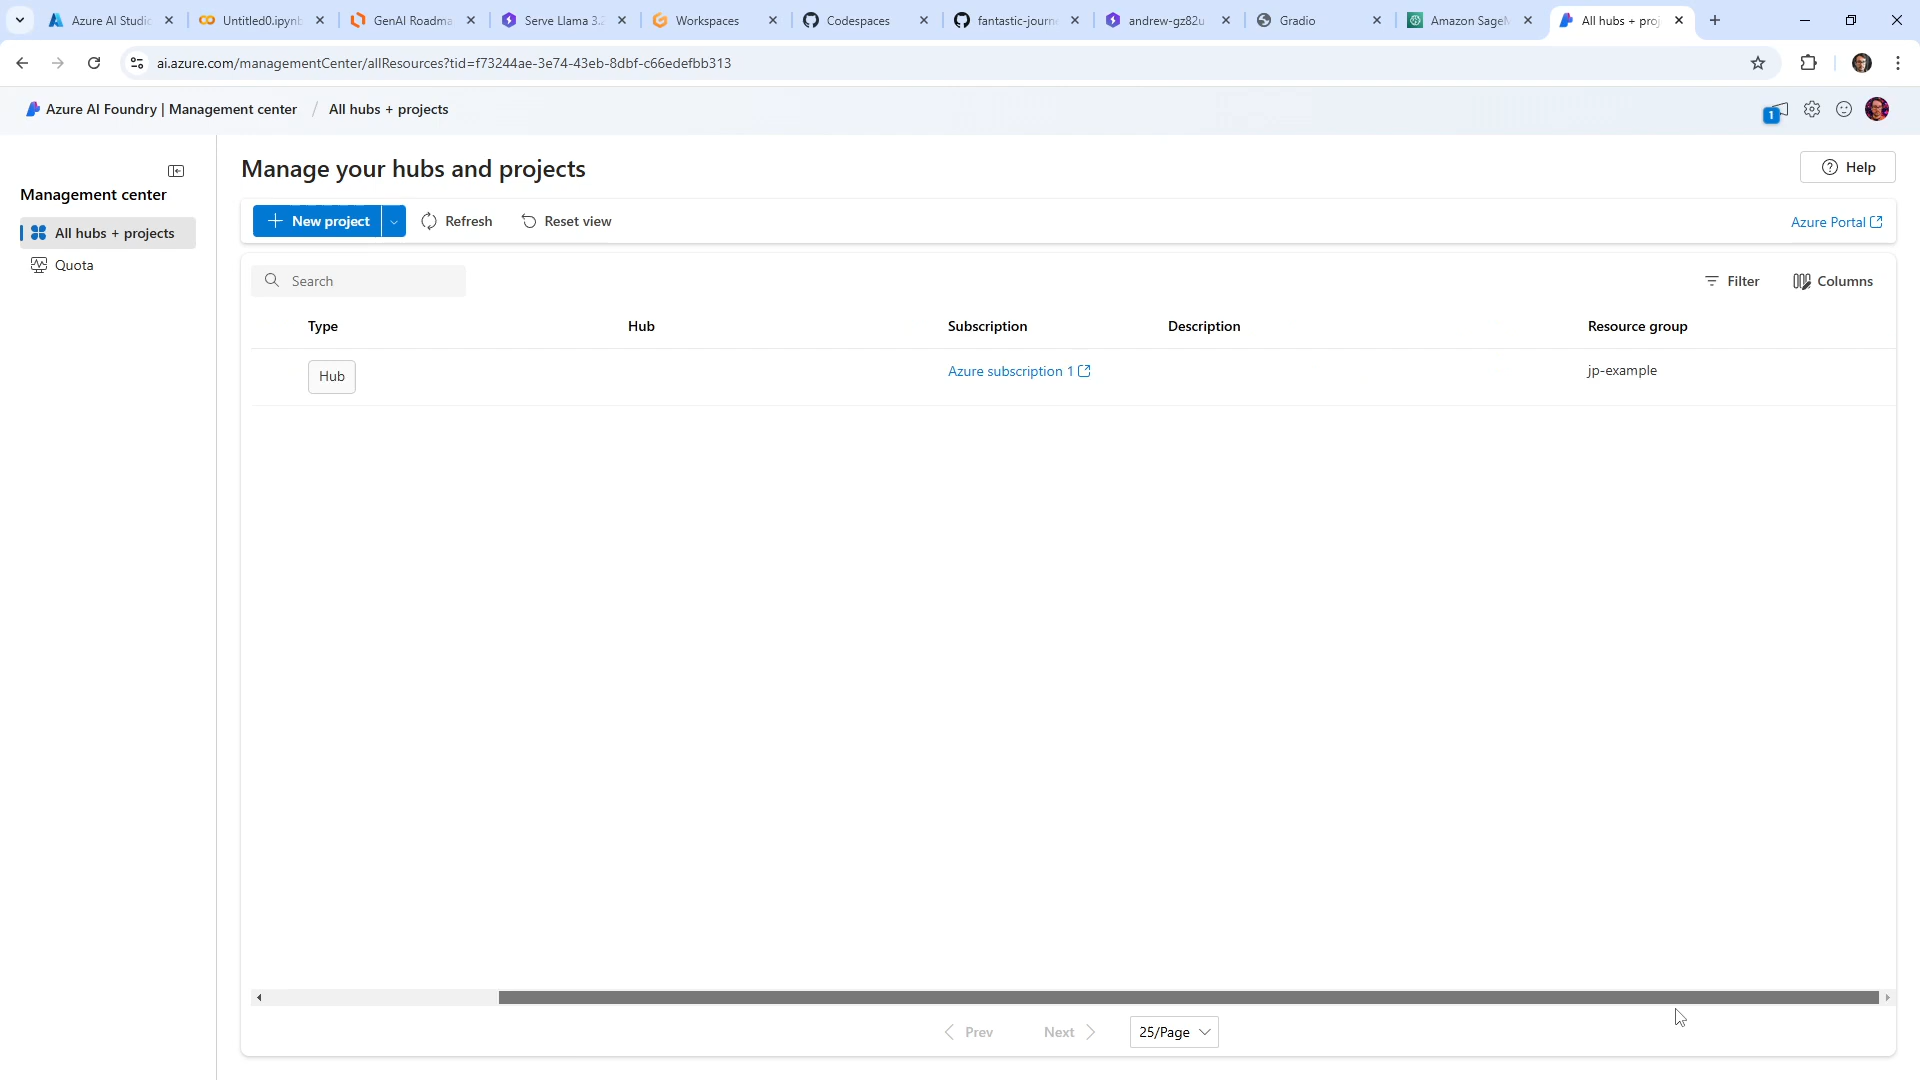 Azure AI Studi
Untitled0.ipynb
GenAI Roadma
Serve Llama 3.2
Workspaces
Codespaces
fantastic-journe
andrew-gz82u
Gradio
Amazon SageM
All hubs + proj
ai.azure.com/managementCenter/allResources?tid=f73244ae-3e74-43eb-8dbf-c66edefbb313
Azure AI Foundry | Management center / All hubs + projects
1
Management center
All hubs + projects
Quota
Manage your hubs and projects
Help
New project
Refresh
Reset view
Azure Portal
Search
Filter
Columns
Type Hub Subscription Description Resource group
Hub Azure subscription 1 jp-example
Prev Next 25/Page